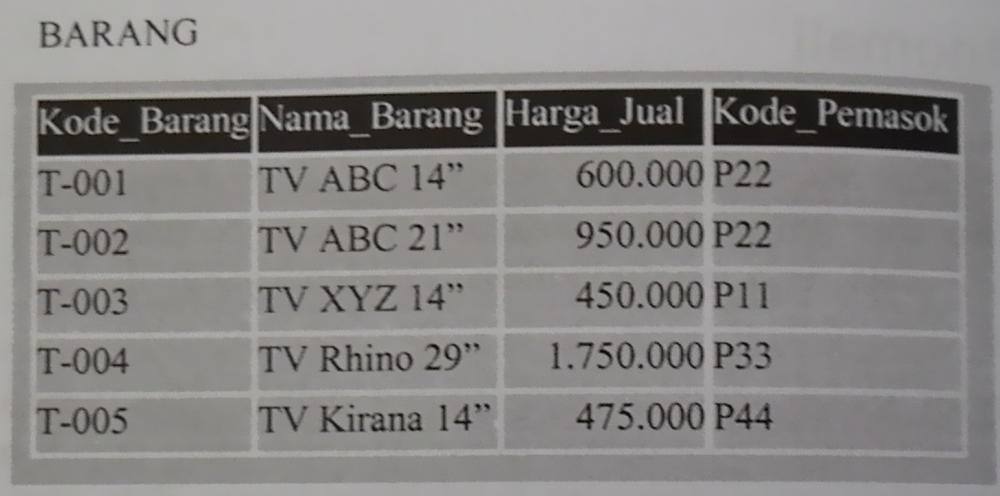 BARANG
Kode_Barang Nama_Barang Harga_Jual Kode_Pemasok
T-001 TV ABC 14” 600.000 P22
T-002 TV ABC 21” 950.000 P22
T-003 TV XYZ 14” 450.000 P11
T-004 TV Rhino 29” 1.750.000 P33
T-005 TV Kirana 14” 475.000 P44